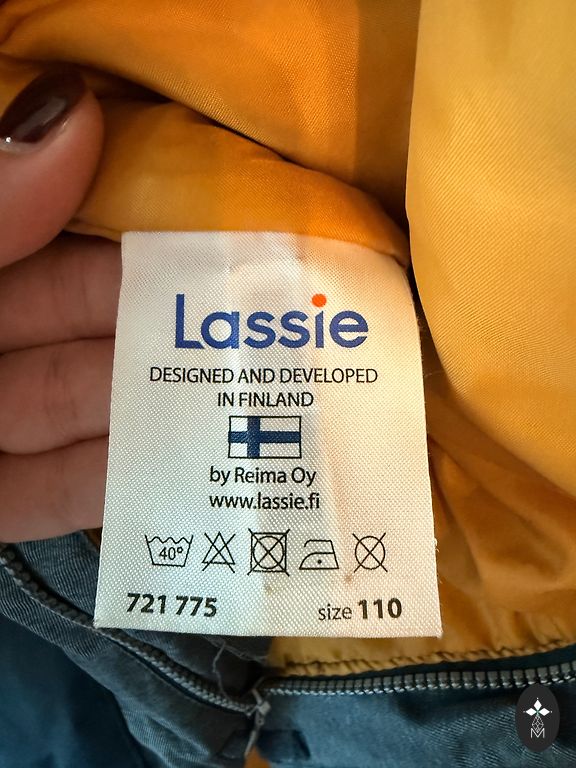 Lassie
DESIGNED AND DEVELOPED
IN FINLAND
by Reima Oy
www.lassie.fi
40°
721 775 size 110
M